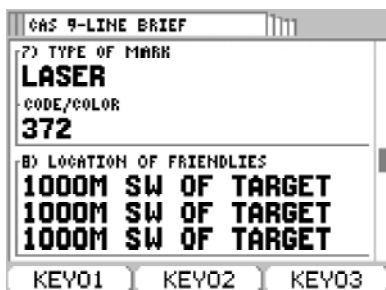 CAS 9-LINE BRIEF
7) TYPE OF MARK
LASER
CODE/COLOR
372
8) LOCATION OF FRIENDLIES
1000M SW OF TARGET
1000M SW OF TARGET
1000M SW OF TARGET
KEY01 KEY02 KEY03